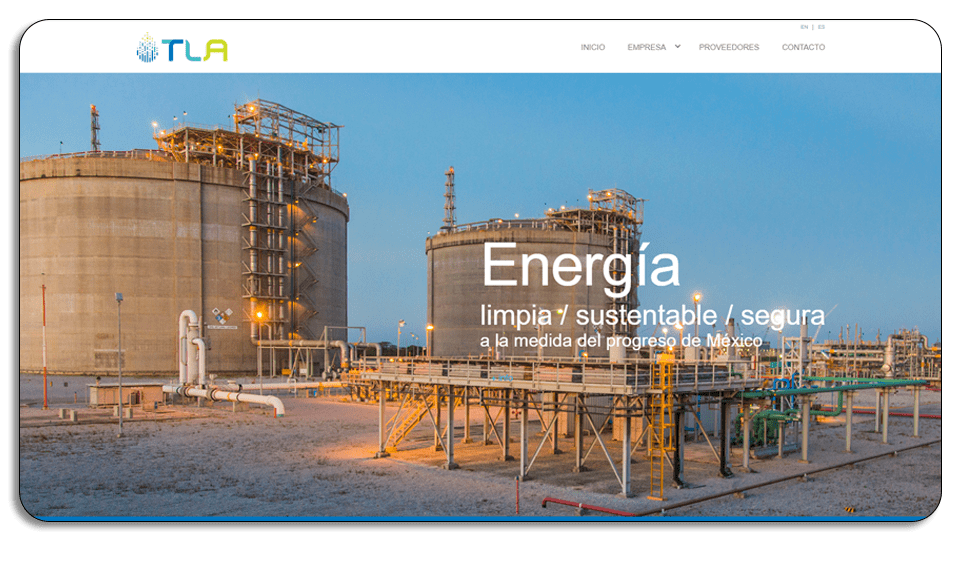 EN | ES
TLA
INICIO EMPRESA PROVEEDORES CONTACTO
Energía
limpia / sustentable / segura
a la medida del progreso de México